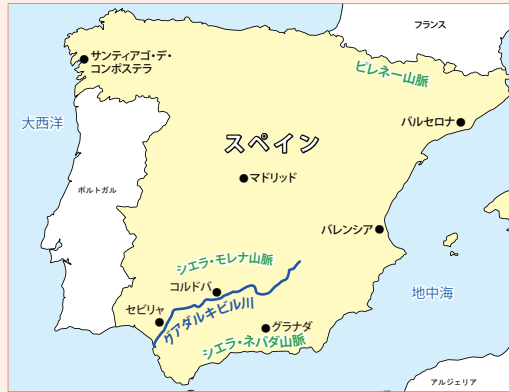 フランス
サンティアゴ・デ・
コンポステラ
ピレネー山脈
大西洋
バルセロナ
スペイン
マドリッド
ポルトガル
バレンシア
シエラ・モレナ山脈
コルドバ
地中海
セビリャ
グアダルキビル川
グラナダ
シエラ・ネバダ山脈
アルジェリア